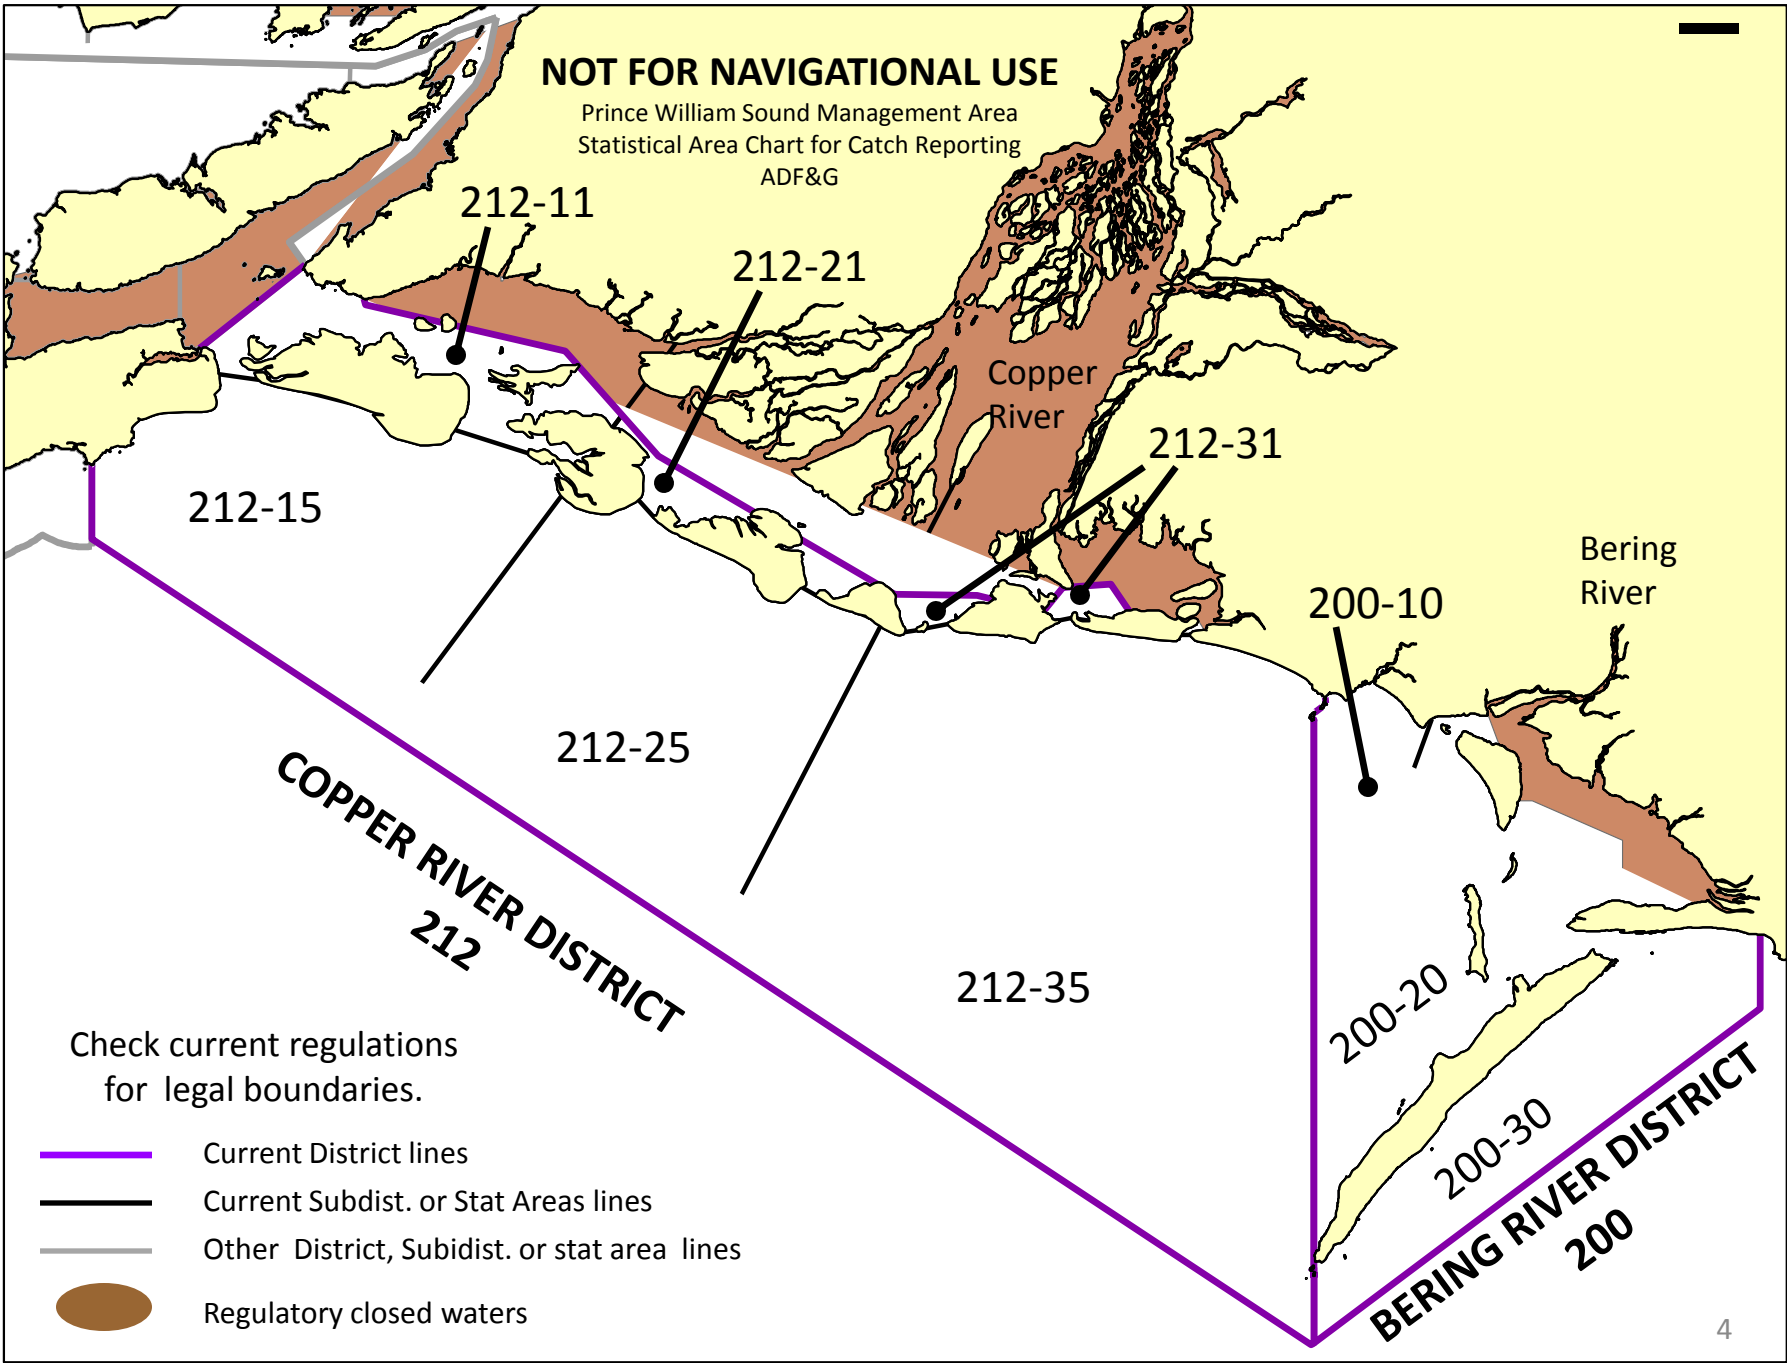 NOT FOR NAVIGATIONAL USE
Prince William Sound Management Area
Statistical Area Chart for Catch Reporting
ADF&G
212-11
212-21
Copper
River
212-31
212-15
Bering
River
200-10
212-25
COPPER RIVER DISTRICT
212
212-35
200-20
200-30
BERING RIVER DISTRICT
200
Check current regulations
for legal boundaries.
Current District lines
Current Subdist. or Stat Areas lines
Other District, Subidist. or stat area lines
Regulatory closed waters
4